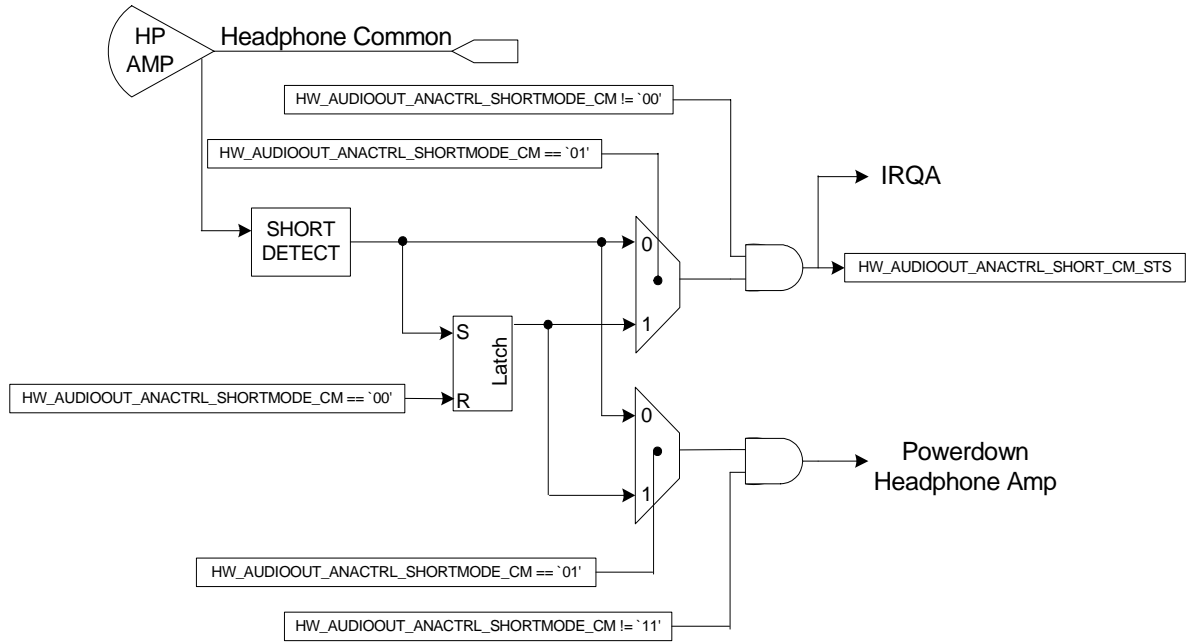 HP
AMP
Headphone Common
HW_AUDIOOUT_ANACTRL_SHORTMODE_CM != `00'
HW_AUDIOOUT_ANACTRL_SHORTMODE_CM == `01'
IRQA
SHORT
DETECT
0
HW_AUDIOOUT_ANACTRL_SHORT_CM_STS
1
S
Latch
R
HW_AUDIOOUT_ANACTRL_SHORTMODE_CM == `00'
0
1
Powerdown
Headphone Amp
HW_AUDIOOUT_ANACTRL_SHORTMODE_CM == `01'
HW_AUDIOOUT_ANACTRL_SHORTMODE_CM != `11'